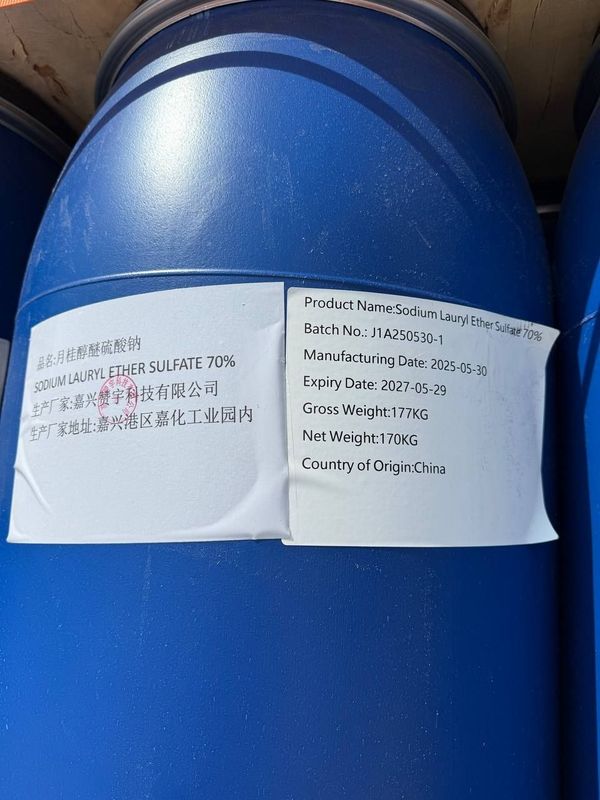 品名:月桂醇醚硫酸钠
SODIUM LAURYL ETHER SULFATE 70%
生产厂家:嘉兴赞宇科技有限公司
生产厂家地址:嘉兴港区嘉化工业园内
Product Name:Sodium Lauryl Ether Sulfate 70%
Batch No.: J1A250530-1
Manufacturing Date: 2025-05-30
Expiry Date: 2027-05-29
Gross Weight:177KG
Net Weight:170KG
Country of Origin:China